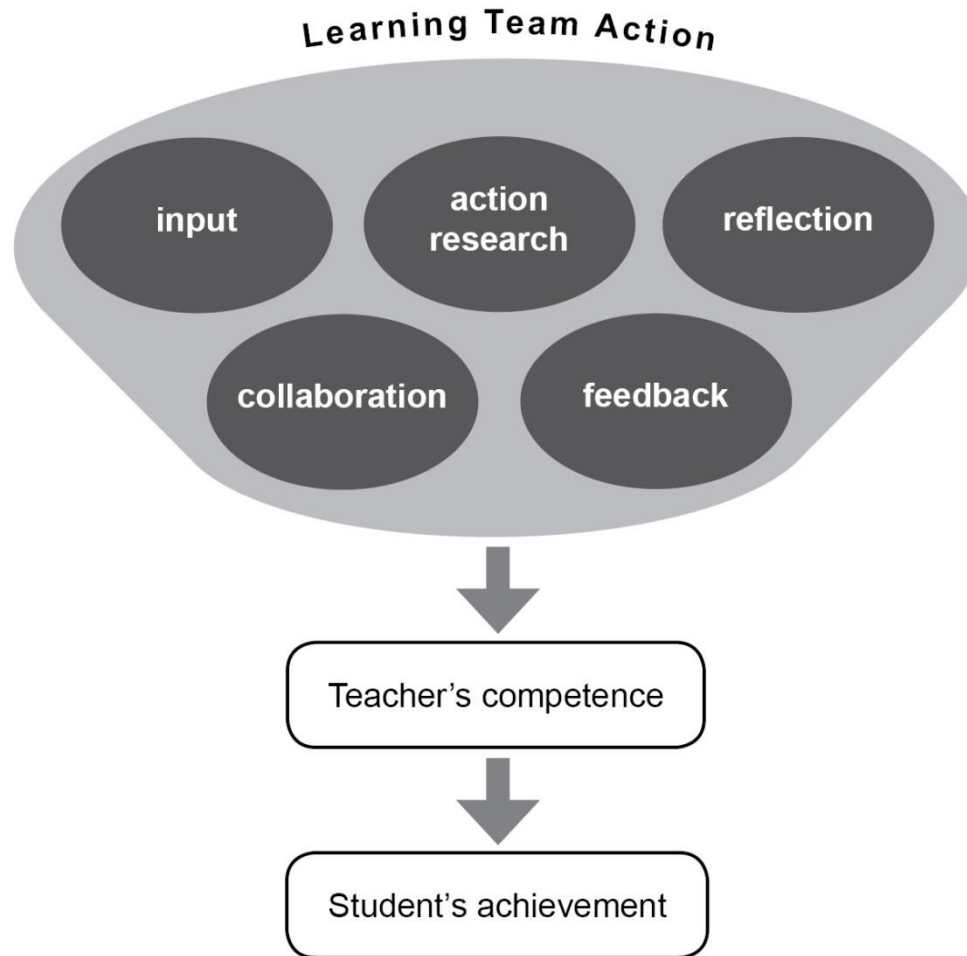 Learning Team Action
input
action
research
reflection
collaboration
feedback
Teacher’s competence
Student’s achievement